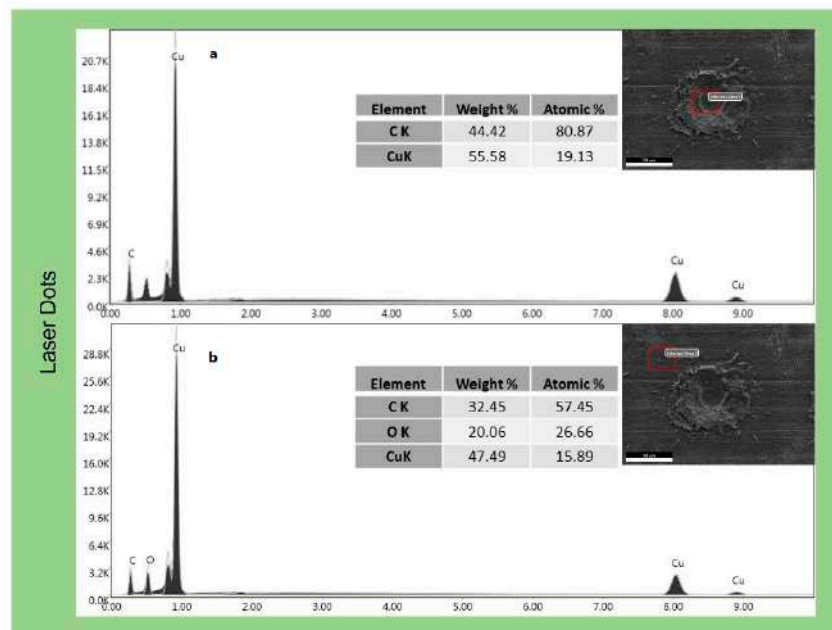 Laser Dots
a
20.7K
18.4K
16.1K
13.8K
11.5K
9.2K
6.9K
4.6K
2.3K
0.0K
Cu
C
Cu
Cu
Element Weight % Atomic %
C K 44.42 80.87
CuK 55.58 19.13
0.00 1.00 2.00 3.00 4.00 5.00 6.00 7.00 8.00 9.00
b
28.8K
25.6K
22.4K
19.2K
16.0K
12.8K
9.6K
6.4K
3.2K
0.0K
Cu
C O
Cu
Cu
Element Weight % Atomic %
C K 32.45 57.45
O K 20.06 26.66
CuK 47.49 15.89
0.00 1.00 2.00 3.00 4.00 5.00 6.00 7.00 8.00 9.00